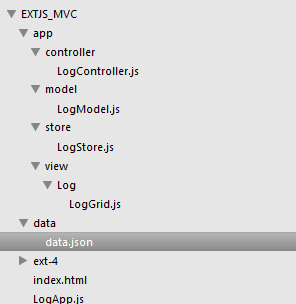 EXTJS_MVC
app
controller
LogController.js
model
LogModel.js
store
LogStore.js
view
Log
LogGrid.js
data
data.json
ext-4
index.html
LogApp.js